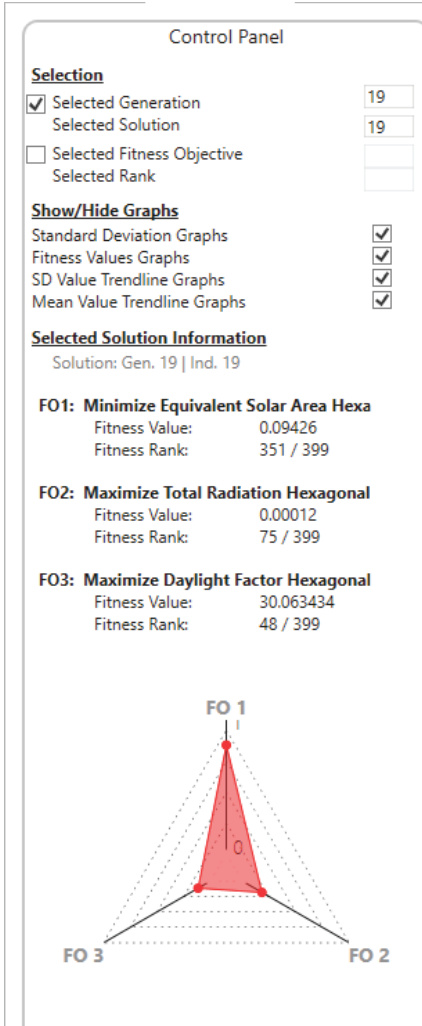 Control Panel
Selection
Selected Generation 19
Selected Solution 19
Selected Fitness Objective
Selected Rank
Show/Hide Graphs
Standard Deviation Graphs
Fitness Values Graphs
SD Value Trendline Graphs
Mean Value Trendline Graphs
Selected Solution Information
Solution: Gen. 19 | Ind. 19
FO1: Minimize Equivalent Solar Area Hexa
Fitness Value: 0.09426
Fitness Rank: 351 / 399
FO2: Maximize Total Radiation Hexagonal
Fitness Value: 0.00012
Fitness Rank: 75 / 399
FO3: Maximize Daylight Factor Hexagonal
Fitness Value: 30.063434
Fitness Rank: 48 / 399
FO 1
0
FO 3 FO 2